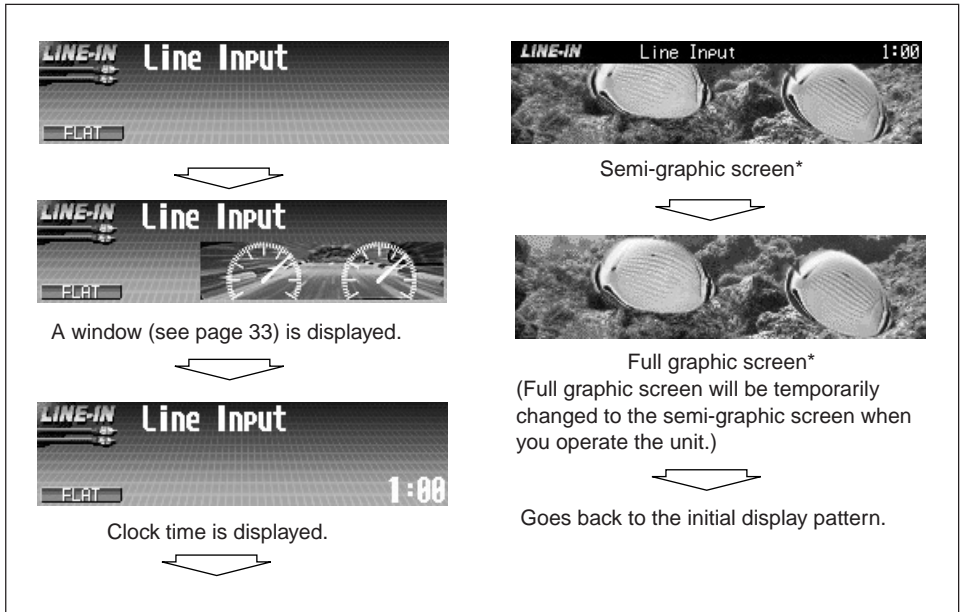 LINE-IN Line Input
FLAT
LINE-IN Line Input
FLAT
A window (see page 33) is displayed.
LINE-IN Line Input
FLAT 1:00
Clock time is displayed.
LINE-IN Line Input 1:00
Semi-graphic screen*
Full graphic screen*
(Full graphic screen will be temporarily
changed to the semi-graphic screen when
you operate the unit.)
Goes back to the initial display pattern.